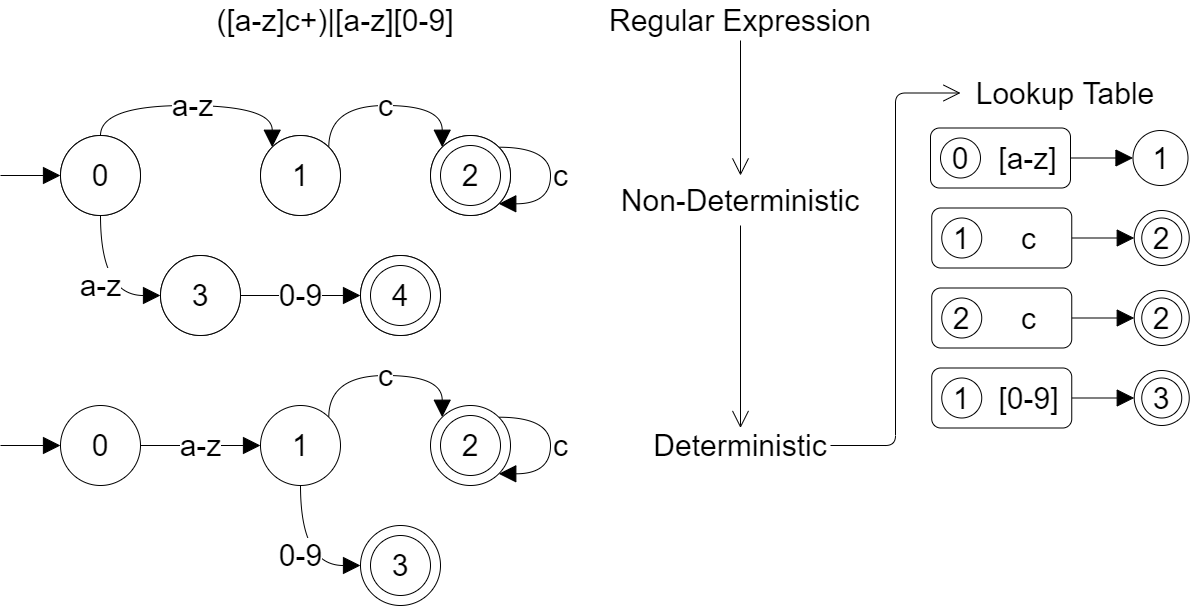 ([a-z]c+)|[a-z][0-9]
a-z
c
0
1
2
c
a-z
3
0-9
4
c
0
a-z
1
2
c
0-9
3
Regular Expression
Non-Deterministic
Deterministic
Lookup Table
0 [a-z] 1
1 c 2
2 c 2
1 [0-9] 3